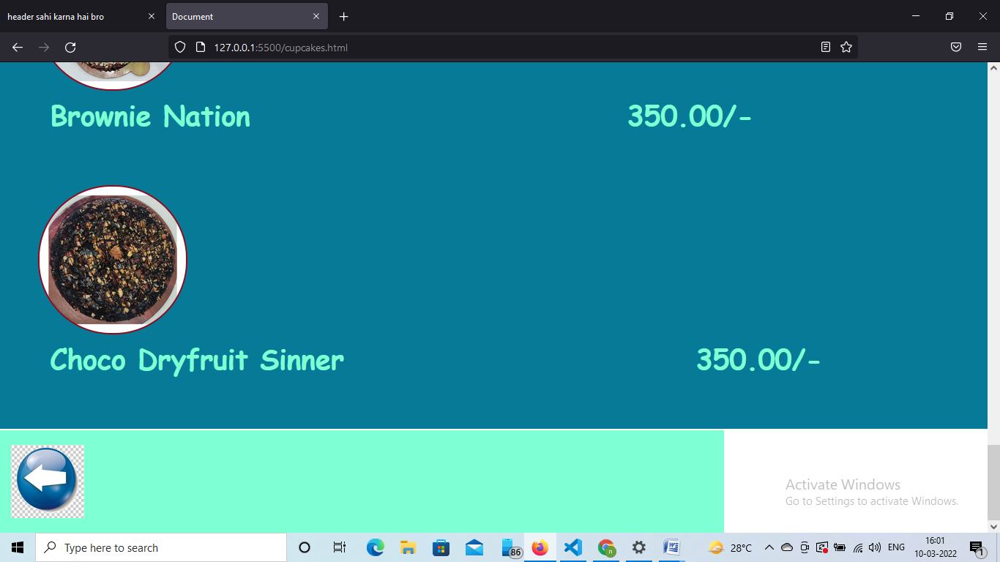 header sahi karna hai bro
Document
127.0.0.1:5500/cupcakes.html
Brownie Nation 350.00/-
Choco Dryfruit Sinner 350.00/-
Activate Windows
Go to Settings to activate Windows.
Type here to search
86
n
W
28°C
ENG
16:01
10-03-2022
1